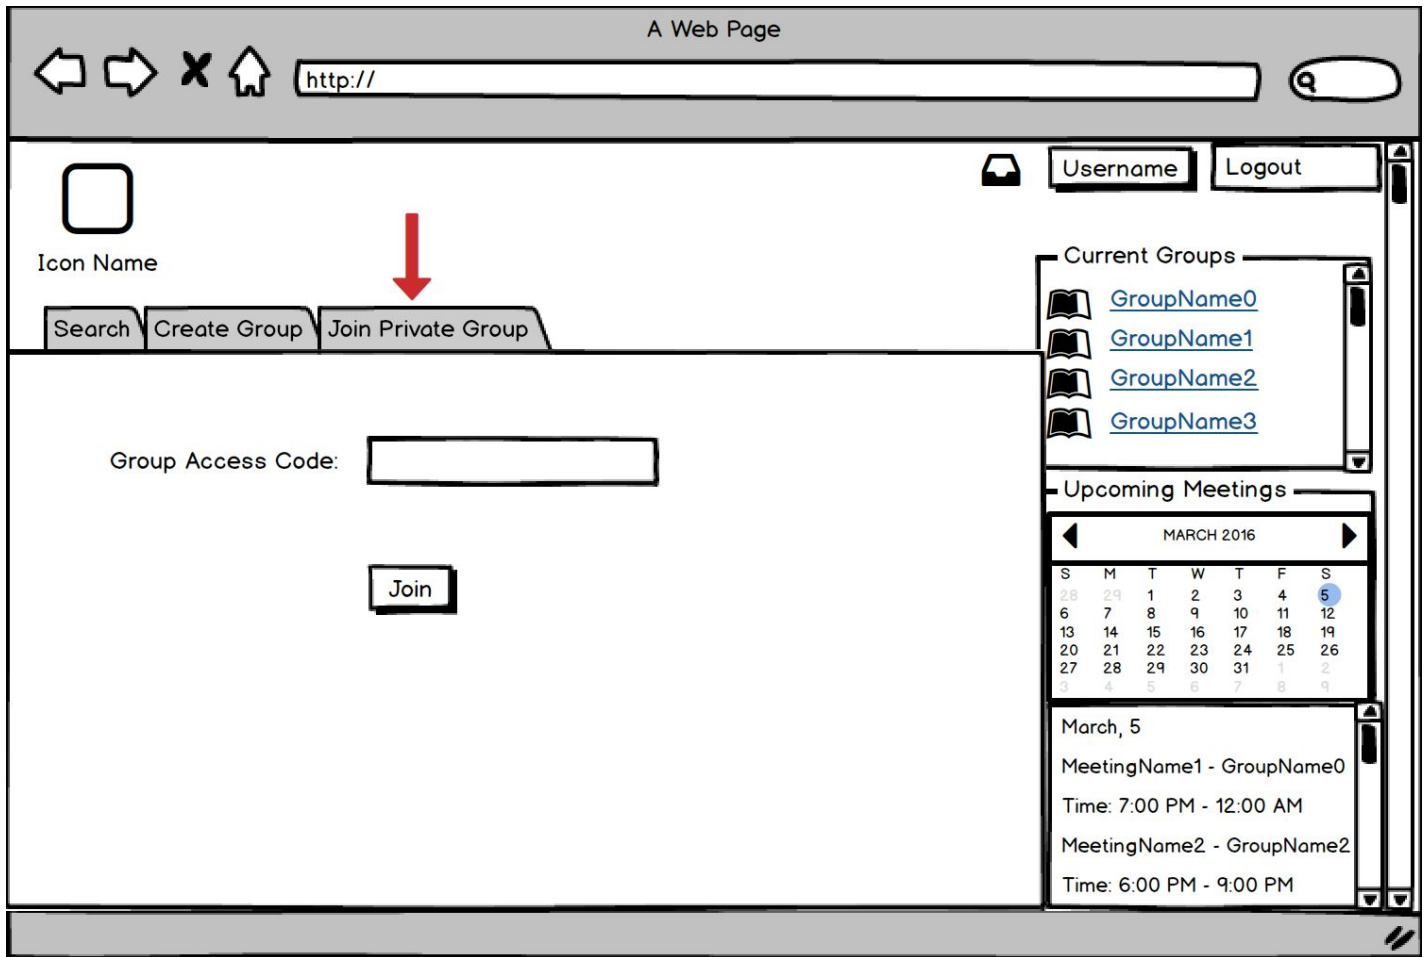 A Web Page
http://
Username
Logout
Icon Name
Search
Create Group
Join Private Group
Group Access Code:
Join
Current Groups
GroupName0
GroupName1
GroupName2
GroupName3
Upcoming Meetings
MARCH 2016
S M T W T F S
28 29 1 2 3 4 5
6 7 8 9 10 11 12
13 14 15 16 17 18 19
20 21 22 23 24 25 26
27 28 29 30 31 1 2
3 4 5 6 7 8 9
March, 5
MeetingName1 - GroupName0
Time: 7:00 PM - 12:00 AM
MeetingName2 - GroupName2
Time: 6:00 PM - 9:00 PM